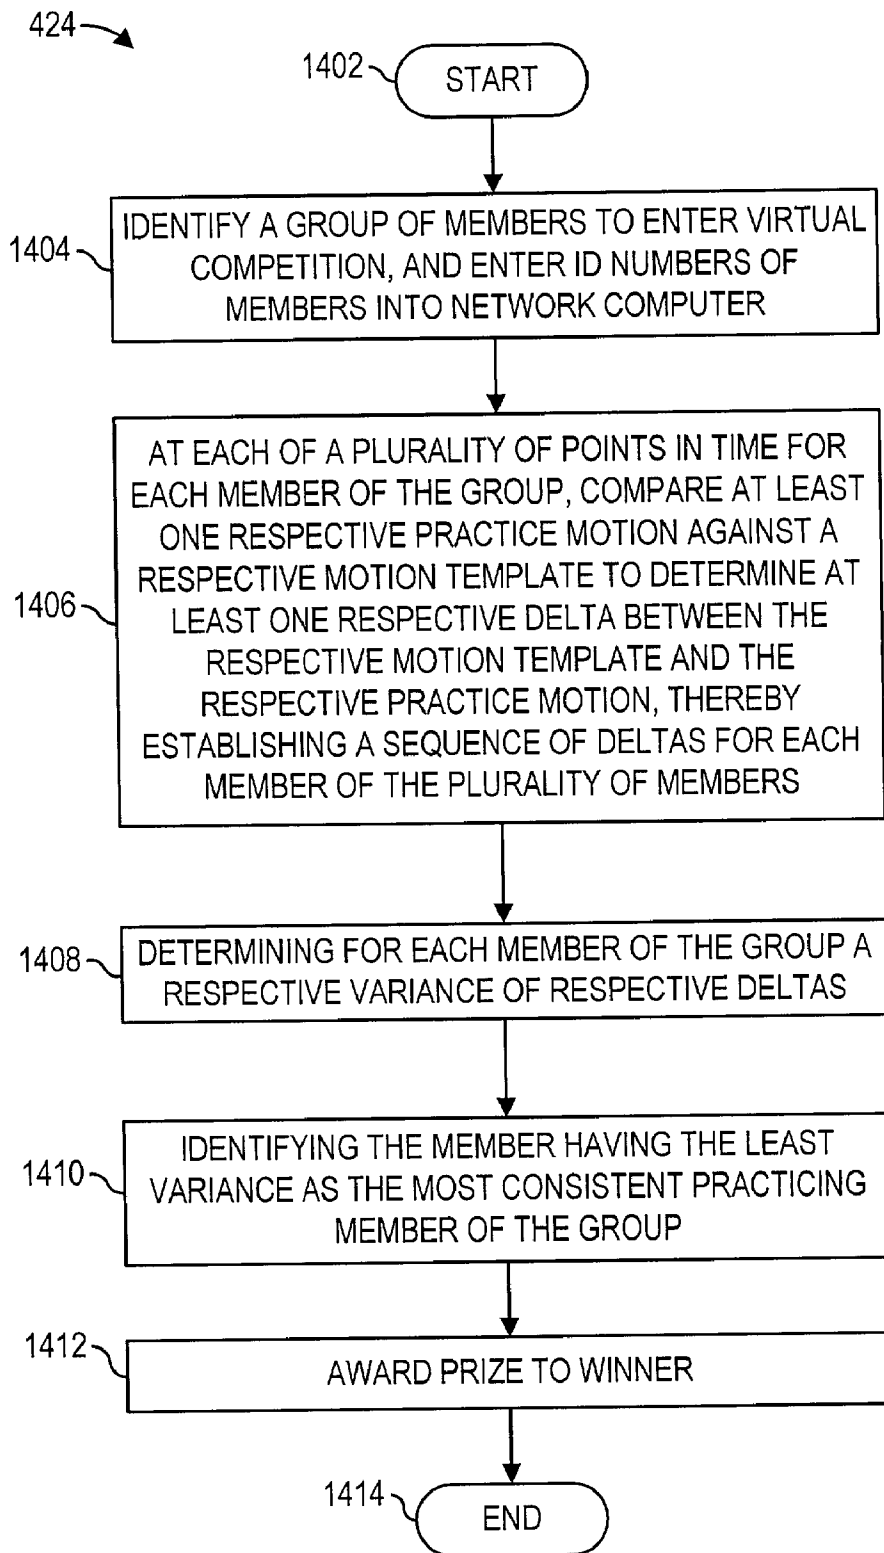 424
1402
START
1404
IDENTIFY A GROUP OF MEMBERS TO ENTER VIRTUAL
COMPETITION, AND ENTER ID NUMBERS OF
MEMBERS INTO NETWORK COMPUTER
1406
AT EACH OF A PLURALITY OF POINTS IN TIME FOR
EACH MEMBER OF THE GROUP, COMPARE AT LEAST
ONE RESPECTIVE PRACTICE MOTION AGAINST A
RESPECTIVE MOTION TEMPLATE TO DETERMINE AT
LEAST ONE RESPECTIVE DELTA BETWEEN THE
RESPECTIVE MOTION TEMPLATE AND THE
RESPECTIVE PRACTICE MOTION, THEREBY
ESTABLISHING A SEQUENCE OF DELTAS FOR EACH
MEMBER OF THE PLURALITY OF MEMBERS
1408
DETERMINING FOR EACH MEMBER OF THE GROUP A
RESPECTIVE VARIANCE OF RESPECTIVE DELTAS
1410
IDENTIFYING THE MEMBER HAVING THE LEAST
VARIANCE AS THE MOST CONSISTENT PRACTICING
MEMBER OF THE GROUP
1412
AWARD PRIZE TO WINNER
1414
END